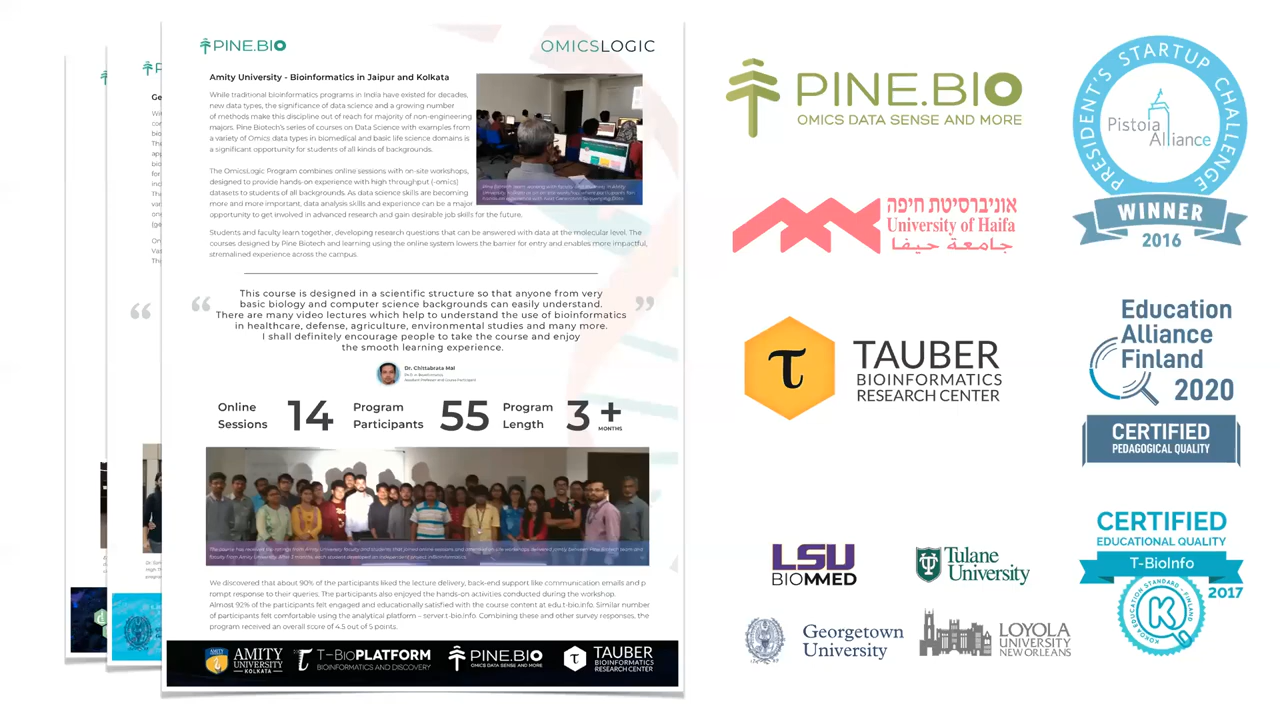 PINE.BIO
OMICSLOGIC
Amity University - Bioinformatics in Jaipur and Kolkata
While traditional bioinformatics programs in India have existed for decades,
new data types, the significance of data science and a growing number
of methods make this discipline out of reach for majority of non-engineering
majors. Pine Biotech's series of courses on Data Science with examples from
a variety of Omics data types in biomedical and basic life science domains is
a significant opportunity for students of all kinds of backgrounds.
The OmicsLogic Program combines online sessions with on-site workshops,
designed to provide hands-on experience with high throughput (-omics)
datasets to students of all backgrounds. As data science skills are becoming
more and more important, data analysis skills and experience can be a major
opportunity to get involved in advanced research and gain desirable job skills for the future.
Students and faculty learn together, developing research questions that can be answered with data at the molecular level. The
courses designed by Pine Biotech and learning using the online system lowers the barrier for entry and enables more impactful,
stremalined experience across the campus.
“ This course is designed in a scientific structure so that anyone from very ”
basic biology and computer science backgrounds can easily understand.
There are many video lectures which help to understand the use of bioinformatics
in healthcare, defense, agriculture, environmental studies and many more.
I shall definitely encourage people to take the course and enjoy
the smooth learning experience.
Dr. Chittabrata Mal
Online Sessions 14 Program Participants 55 Program Length 3+ MONTHS
We discovered that about 90% of the participants liked the lecture delivery, back-end support like communication emails and p
rompt response to their queries. The participants also enjoyed the hands-on activities conducted during the workshop.
Almost 92% of the participants felt engaged and educationally satisfied with the course content at edu.t-bio.info. Similar number
of participants felt comfortable using the analytical platform – server.t-bio.info. Combining these and other survey responses, the
program received an overall score of 4.5 out of 5 points.
AMITY
UNIVERSITY
KOLKATA
T-BIOPLATFORM
BIOINFORMATICS AND DISCOVERY
PINE.BIO
OMICS DATA SENSE AND MORE
TAUBER
BIOINFORMATICS
RESEARCH CENTER
PINE.BIO
OMICS DATA SENSE AND MORE
אוניברסיטת חיפה
University of Haifa
جامعة حيفا
τ
TAUBER
BIOINFORMATICS
RESEARCH CENTER
LSU
BIOMMED
Tulane
University
Georgetown
University
LOYOLA
UNIVERSITY
NEW ORLEANS
PRESIDENT'S STARTUP CHALLENGE
Pistoia
Alliance
WINNER
2016
Education
Alliance
Finland
2020
CERTIFIED
PEDAGOGICAL QUALITY
CERTIFIED
EDUCATIONAL QUALITY
T-BioInfo
2017
KOKOA EDUCATION STANDARD - FINLAND
K